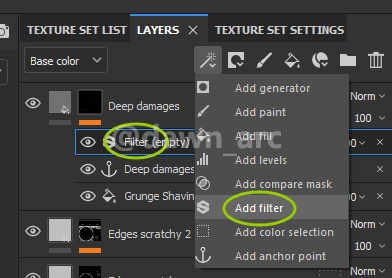 TEXTURE SET LIST LAYERS × TEXTURE SET SETTINGS
Base color
Add generator
Norm
Deep damages
Add paint
100
Add fill
Filter (empty)
@dawn_arc
Add levels
Deep damages
Add compare mask
Add filter
Grunge Shavin
Add color selection
Norm
Edges scratchy 2
100
Add anchor point